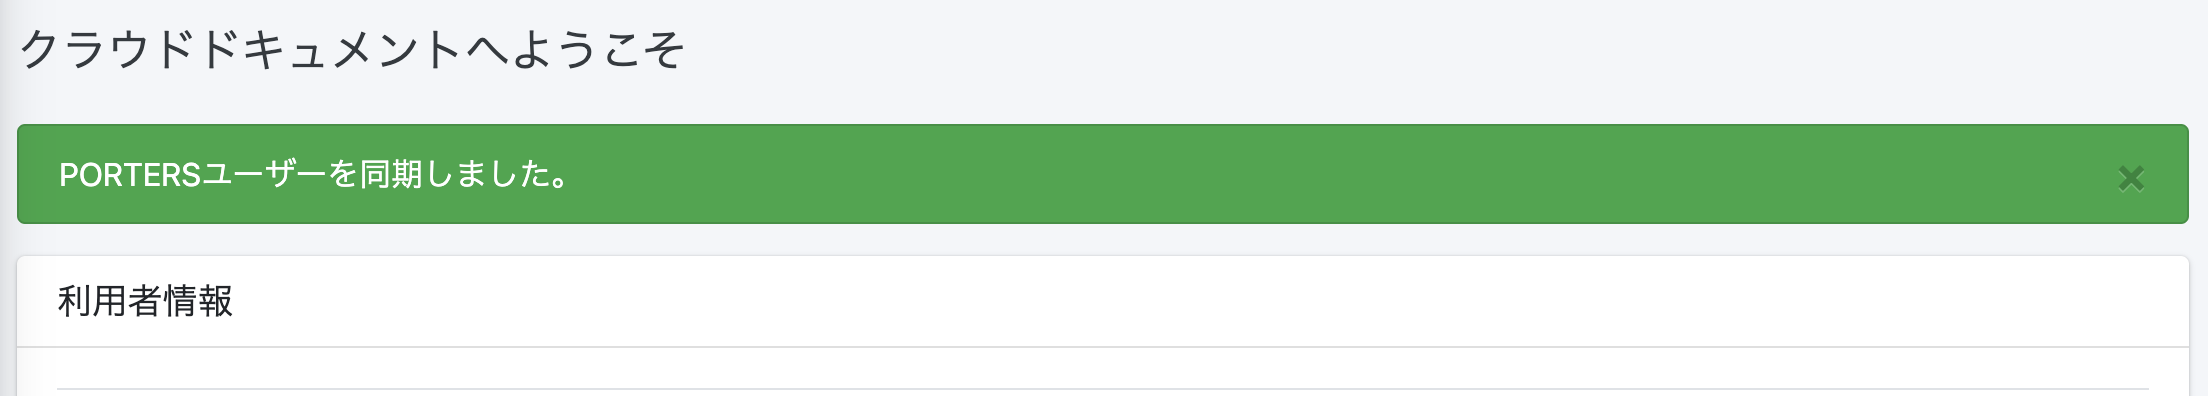 クラウドドキュメントへようこそ
PORTERSユーザーを同期しました。
利用者情報